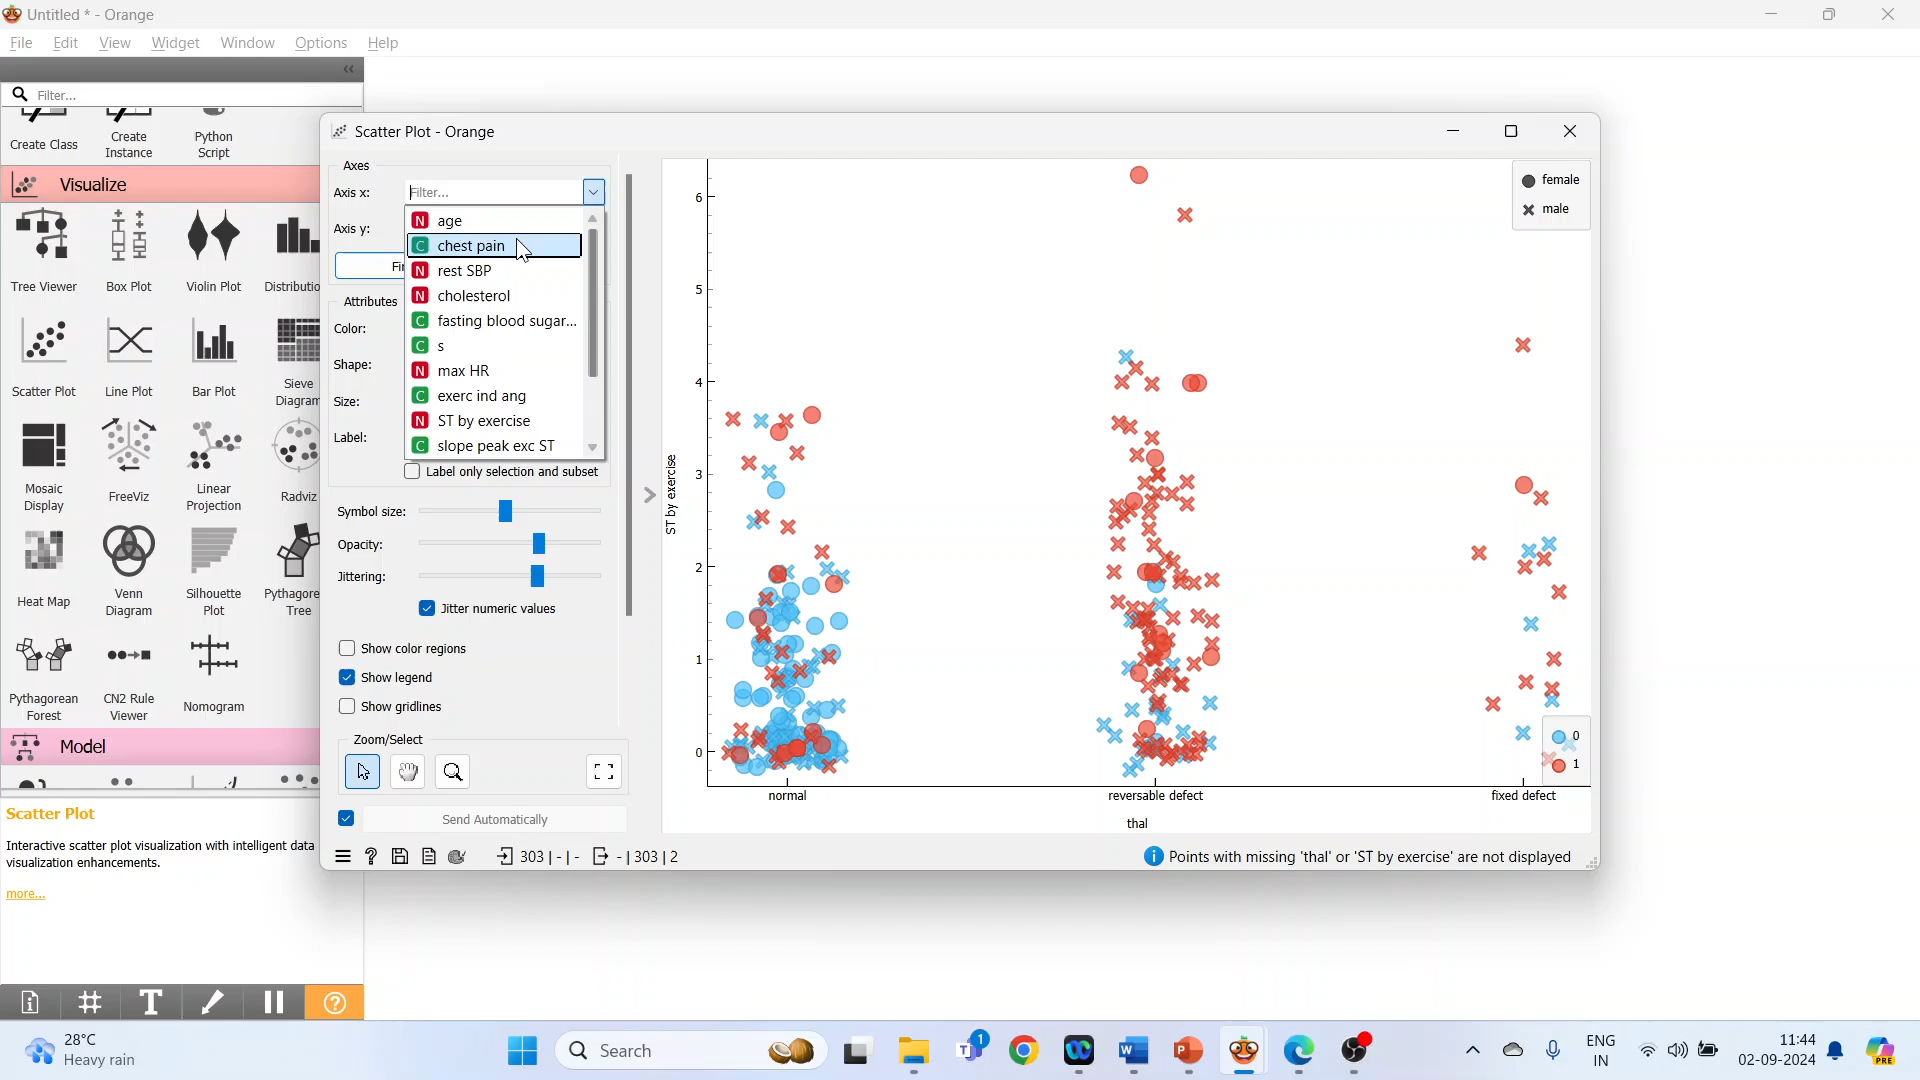 Untitled * - Orange
File Edit View Widget Window Options Help
Filter...
Create Class
Create Instance
Python Script
Visualize
Tree Viewer
Box Plot
Violin Plot
Distributio
Scatter Plot
Line Plot
Bar Plot
Sieve Diagram
Mosaic Display
FreeViz
Linear Projection
Radviz
Heat Map
Venn Diagram
Silhouette Plot
Pythagore Tree
Pythagorean Forest
CN2 Rule Viewer
Nomogram
Model
Scatter Plot
Interactive scatter plot visualization with intelligent data
visualization enhancements.
more...
Scatter Plot - Orange
Axes
Axis x:
Filter...
N age
Axis y:
C chest pain
Fi
N rest SBP
Attributes
N cholesterol
Color:
C fasting blood sugar...
C s
Shape:
N max HR
Size:
C exerc ind ang
N ST by exercise
Label:
C slope peak exc ST
Label only selection and subset
Symbol size:
Opacity:
Jittering:
Jitter numeric values
Show color regions
Show legend
Show gridlines
Zoom/Select
Send Automatically
303 | - | - - | 303 | 2
Points with missing 'thal' or 'ST by exercise' are not displayed
ST by exercise
6
5
4
3
2
1
0
normal reversable defect fixed defect
thal
female
male
0
1
28°C
Heavy rain
Search
1
PRE
ENG
IN
11:44
02-09-2024